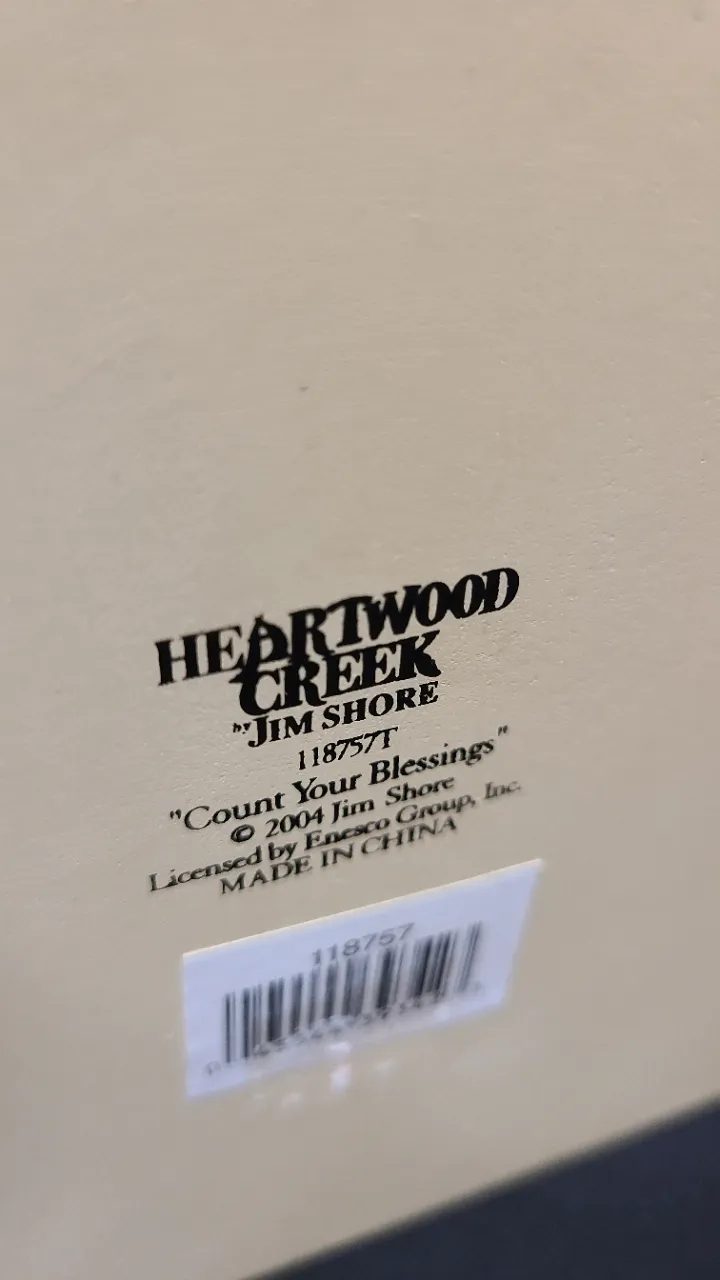 HEARTWOOD
CREEK
by JIM SHORE
118757T
"Count Your Blessings"
© 2004 Jim Shore
Licensed by Enesco Group, Inc.
MADE IN CHINA
118757